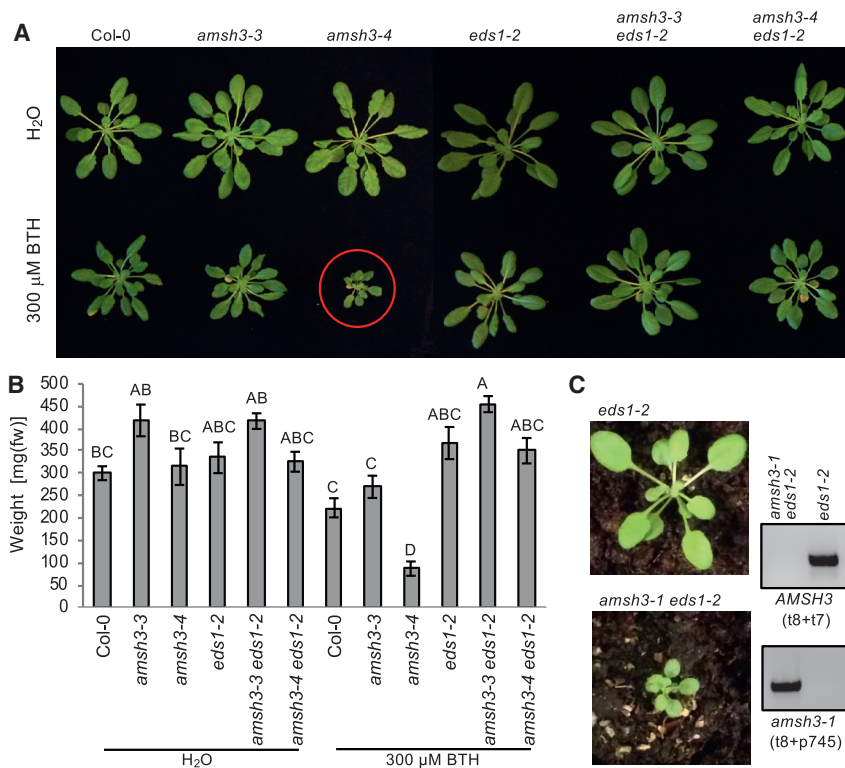 A
Col-0 amsh3-3 amsh3-4 eds1-2 amsh3-3 eds1-2 amsh3-4 eds1-2
H₂O
300 µM BTH
B
Weight [mg(fw)]
500
450
400
350
300
250
200
150
100
50
0
BC AB BC ABC AB ABC C C D ABC A ABC
Col-0 amsh3-3 amsh3-4 eds1-2 amsh3-3 eds1-2 amsh3-4 eds1-2 Col-0 amsh3-3 amsh3-4 eds1-2 amsh3-3 eds1-2 amsh3-4 eds1-2
H₂O 300 µM BTH
C
eds1-2
amsh3-1 eds1-2
amsh3-1
eds1-2
eds1-2
AMSH3
(t8+t7)
amsh3-1
(t8+p745)